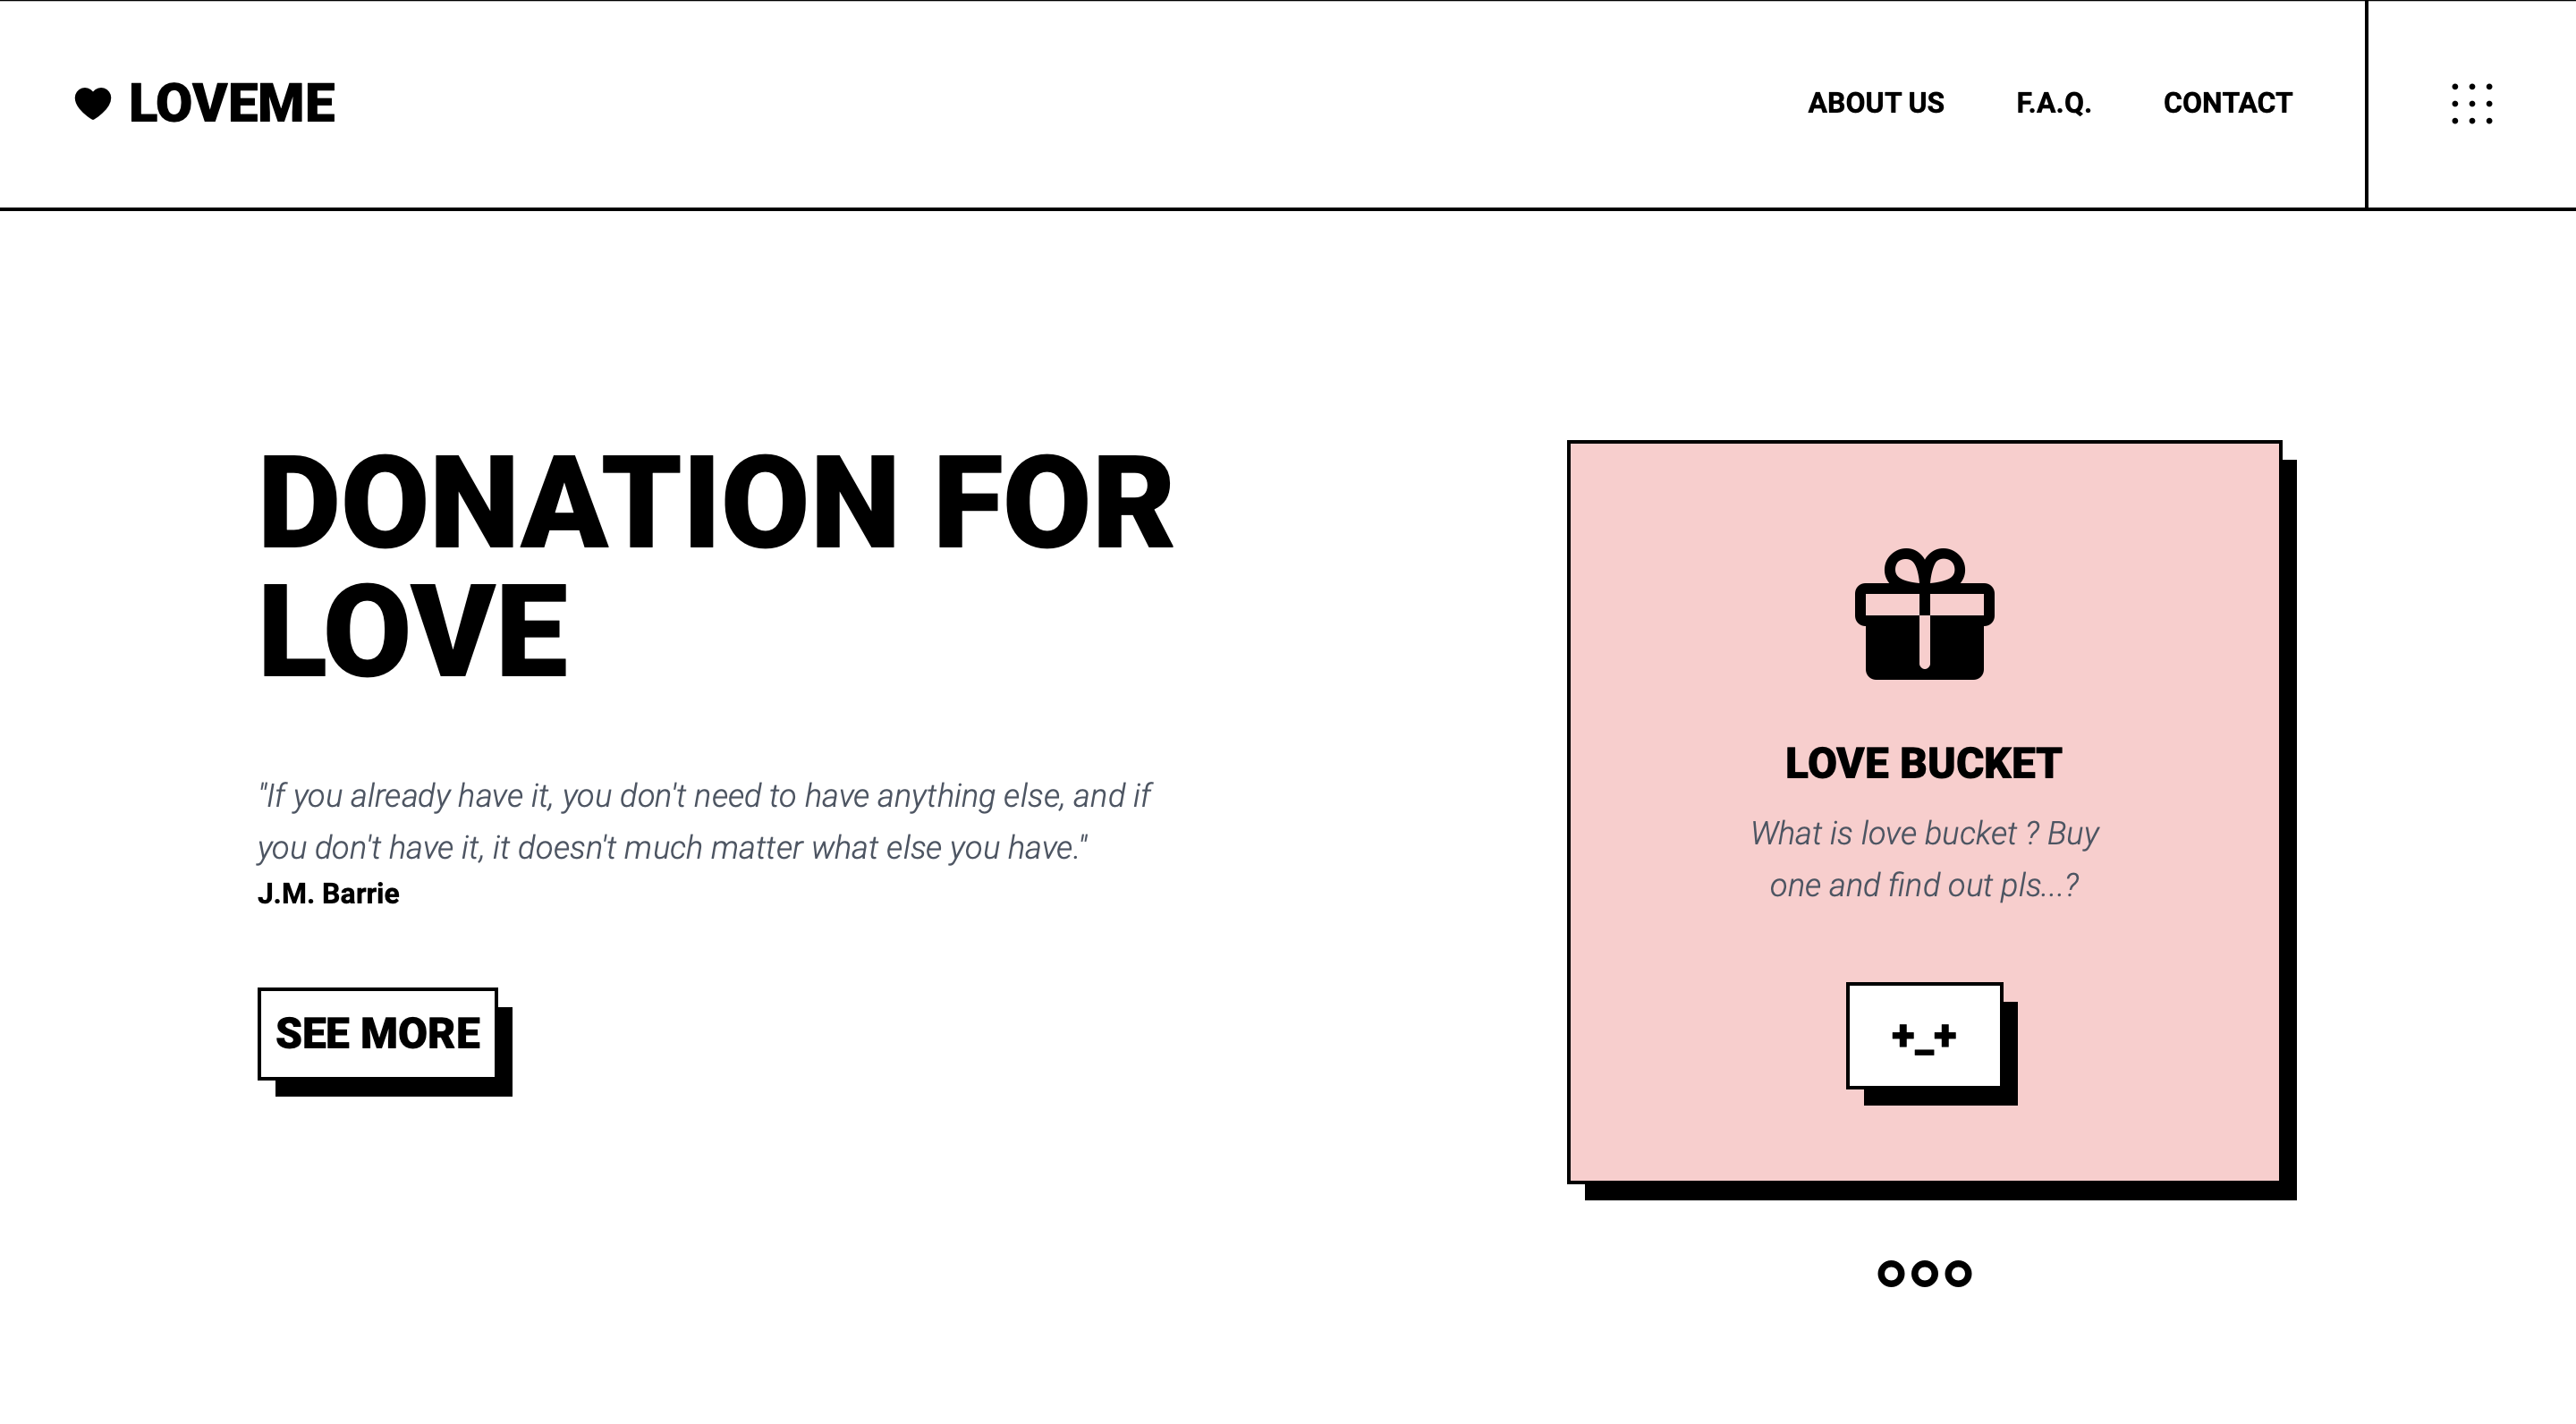 LOVEME
ABOUT US
F.A.Q.
CONTACT
DONATION FOR
LOVE
"If you already have it, you don't need to have anything else, and if
you don't have it, it doesn't much matter what else you have."
J.M. Barrie
SEE MORE
LOVE BUCKET
What is love bucket ? Buy
one and find out pls...?
+_+